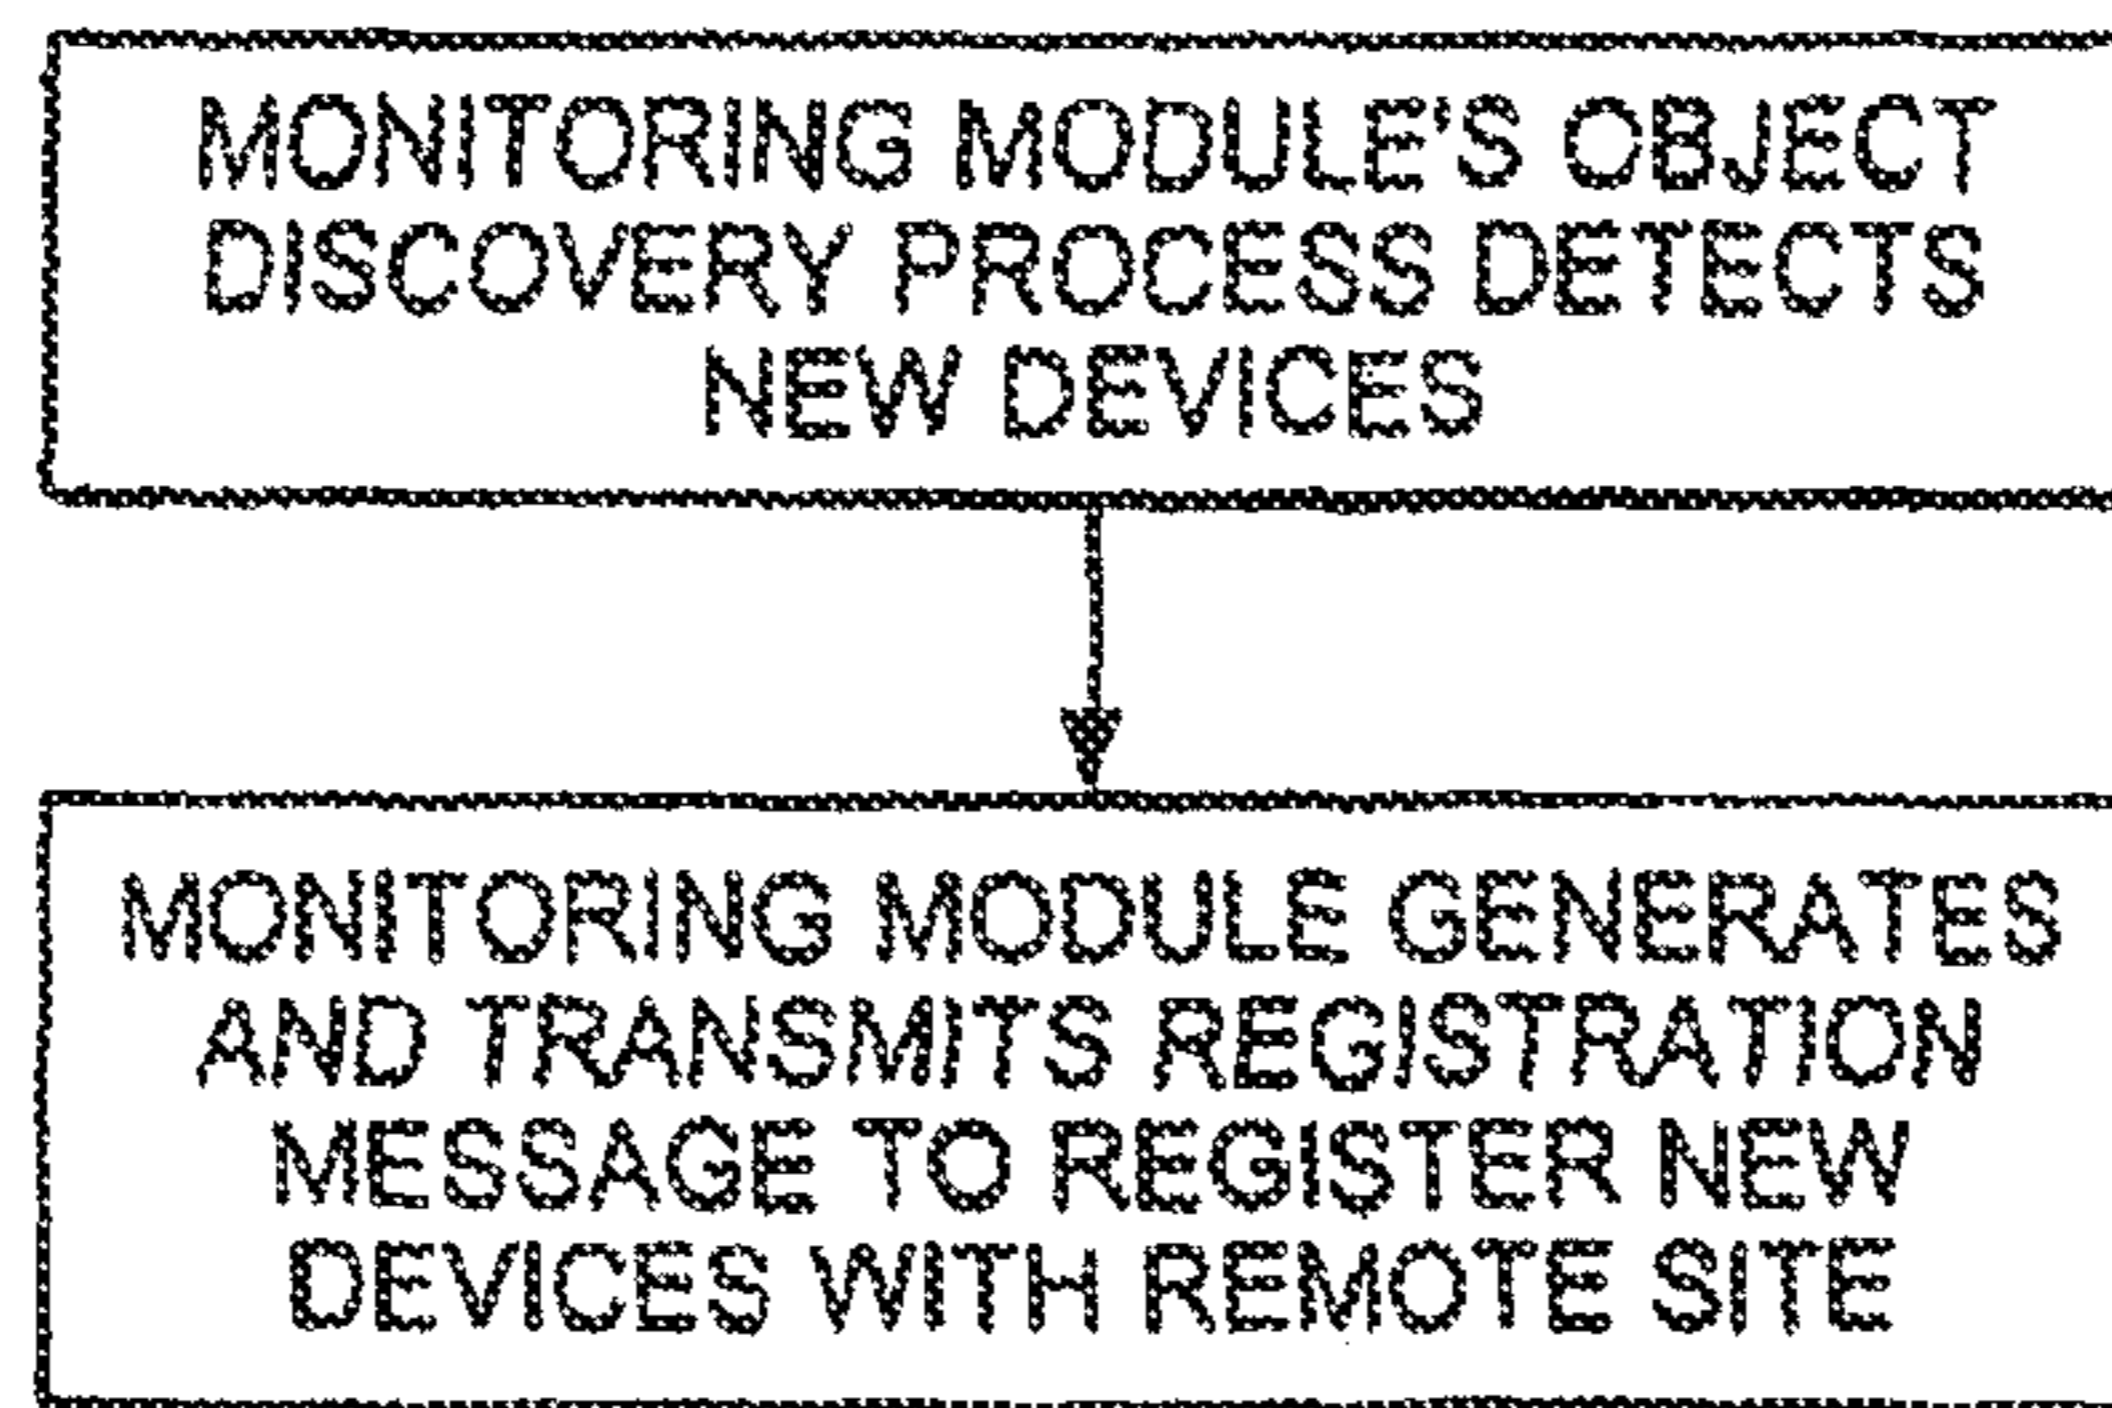 MONITORING MODULE'S OBJECT
DISCOVERY PROCESS DETECTS
NEW DEVICES
MONITORING MODULE GENERATES
AND TRANSMITS REGISTRATION
MESSAGE TO REGISTER NEW
DEVICES WITH REMOTE SITE